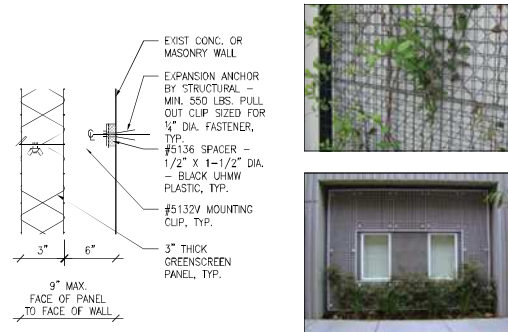 EXIST CONC. OR
MASONRY WALL
EXPANSION ANCHOR
BY STRUCTURAL –
MIN. 550 LBS. PULL
OUT CLIP SIZED FOR
¼" DIA. FASTENER,
TYP.
#5136 SPACER –
1/2" X 1-1/2" DIA.
– BLACK UHMW
PLASTIC, TYP.
#5132V MOUNTING
CLIP, TYP.
3" THICK
GREENSCREEN
PANEL, TYP.
3" 6"
9" MAX.
FACE OF PANEL
TO FACE OF WALL